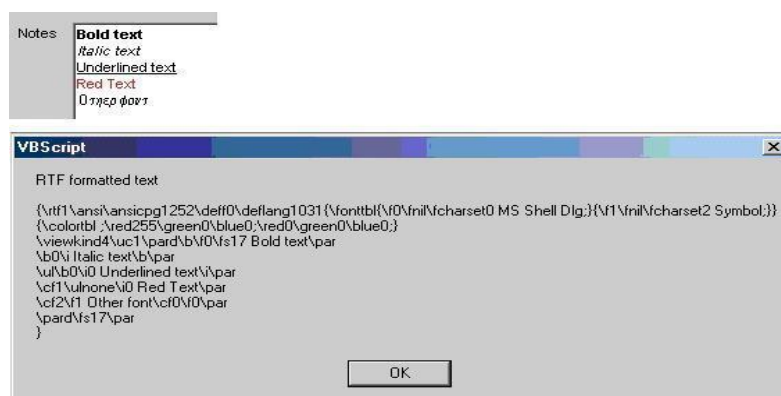 Notes
Bold text
Italic text
Underlined text
Red Text
Οτηερ φοντ
VBScript
RTF formatted text
{\rtf1\ansi\ansicpg1252\deff0\deflang1031{\fonttbl{\f0\fnil\fcharset0 MS Shell Dlg;}{\f1\fnil\fcharset2 Symbol;}}
{\colortbl ;\red255\green0\blue0;\red0\green0\blue0;}
\viewkind4\uc1\pard\b\f0\fs17 Bold text\par
\b0\i Italic text\b\par
\ul\b0\i0 Underlined text\i\par
\cf1\ulnone\i0 Red Text\par
\cf2\f1 Other font\cf0\f0\par
\pard\fs17\par
}
OK